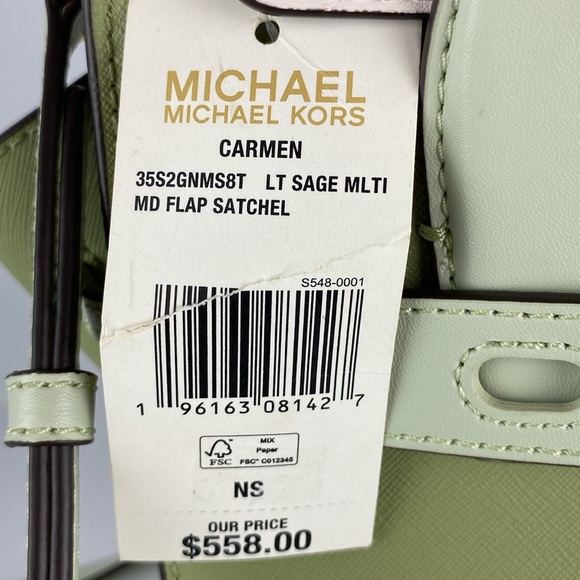 MICHAEL
MICHAEL KORS
CARMEN
35S2GNMS8T LT SAGE MLTI
MD FLAP SATCHEL
S548-0001
1 96163 08142 7
FSC
MIX
Paper
FSC® C012345
NS
OUR PRICE
$558.00